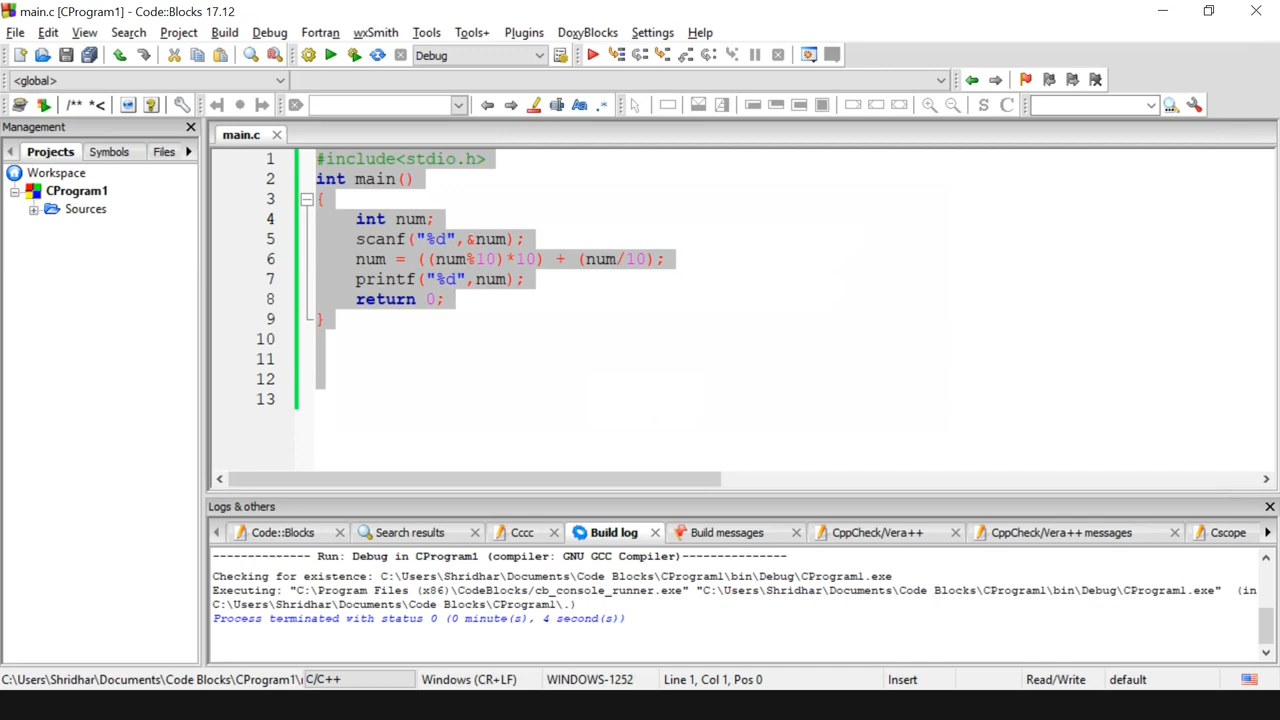 main.c [CProgram1] - Code::Blocks 17.12
File Edit View Search Project Build Debug Fortran wxSmith Tools Tools+ Plugins DoxyBlocks Settings Help
Debug
<global>
/** *<
Aa .*
S C
Management
Projects Symbols Files
Workspace
CProgram1
Sources
main.c
1 #include<stdio.h>
2 int main()
3 {
4 int num;
5 scanf("%d",&num);
6 num = ((num%10)*10) + (num/10);
7 printf("%d",num);
8 return 0;
9 }
10
11
12
13
Logs & others
Code::Blocks Search results Cccc Build log Build messages CppCheck/Vera++ CppCheck/Vera++ messages Cscope
-------------- Run: Debug in CProgram1 (compiler: GNU GCC Compiler)---------------
Checking for existence: C:\Users\Shridhar\Documents\Code Blocks\CProgram1\bin\Debug\CProgram1.exe
Executing: "C:\Program Files (x86)\CodeBlocks/cb_console_runner.exe" "C:\Users\Shridhar\Documents\Code Blocks\CProgram1\bin\Debug\CProgram1.exe" (in
C:\Users\Shridhar\Documents\Code Blocks\CProgram1\.)
Process terminated with status 0 (0 minute(s), 4 second(s))
C:\Users\Shridhar\Documents\Code Blocks\CProgram1\ C/C++ Windows (CR+LF) WINDOWS-1252 Line 1, Col 1, Pos 0 Insert Read/Write default